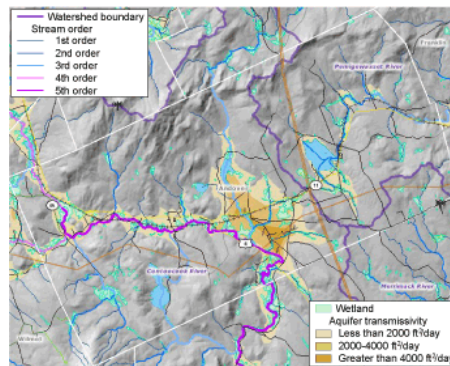 Watershed boundary
Stream order
1st order
2nd order
3rd order
4th order
5th order
Franklin
Pemigewasset River
11
Andover
4
Contoocook River
Merrimack River
Wilmot
Wetland
Aquifer transmissivity
Less than 2000 ft²/day
2000-4000 ft²/day
Greater than 4000 ft²/day